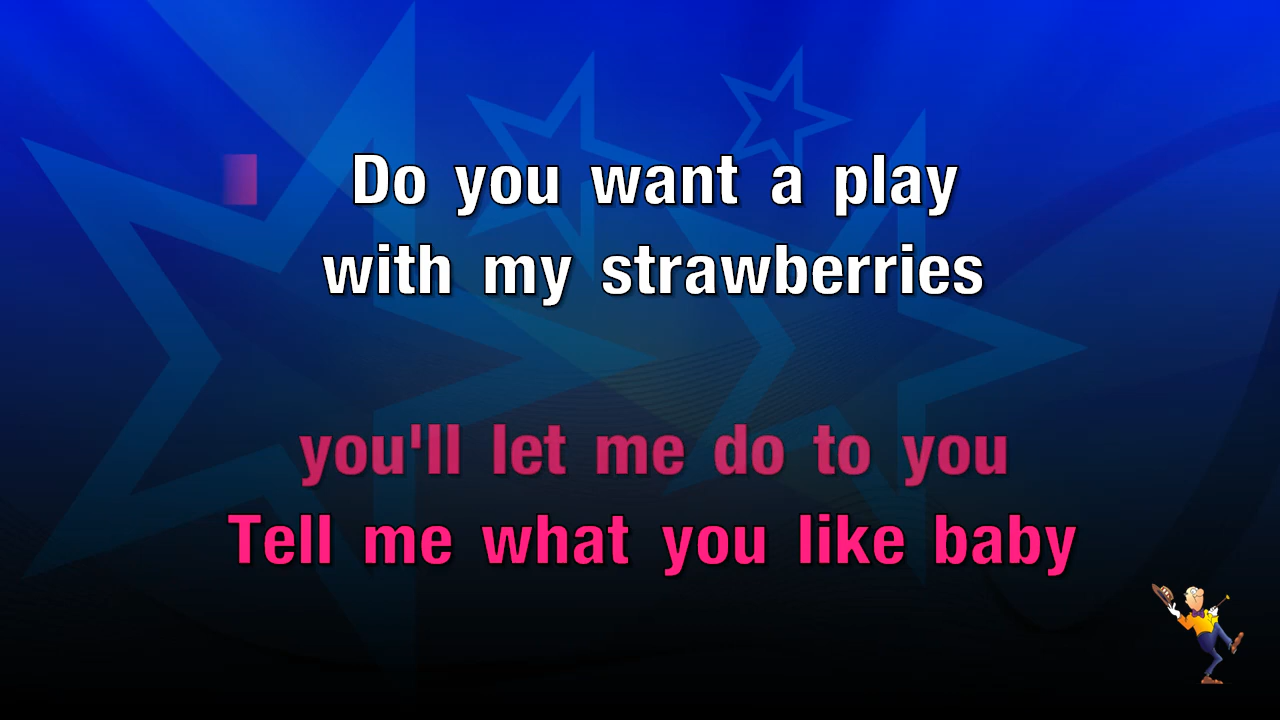 Do you want a play
with my strawberries
you'll let me do to you
Tell me what you like baby